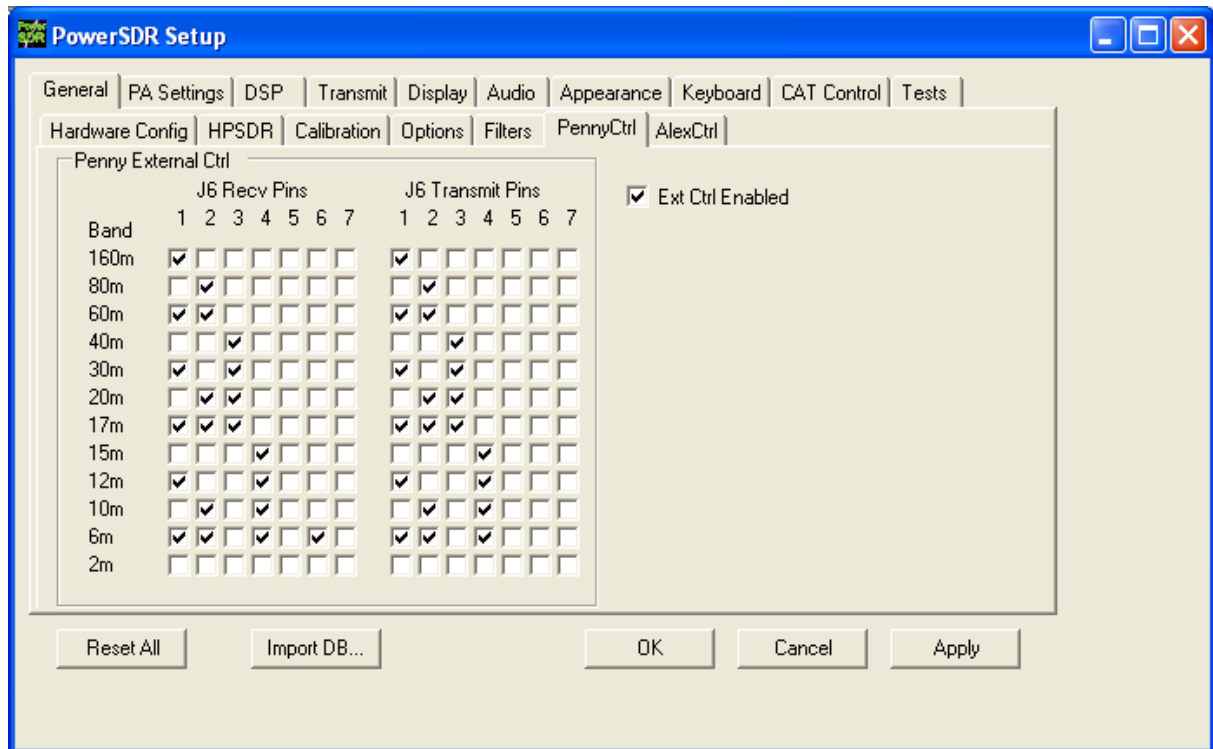 Power SDR PowerSDR Setup
General PA Settings DSP Transmit Display Audio Appearance Keyboard CAT Control Tests
Hardware Config HPSDR Calibration Options Filters PennyCtrl AlexCtrl
Penny External Ctrl
J6 Recv Pins J6 Transmit Pins
Ext Ctrl Enabled
Band 1 2 3 4 5 6 7 1 2 3 4 5 6 7
160m
80m
60m
40m
30m
20m
17m
15m
12m
10m
6m
2m
Reset All Import DB... OK Cancel Apply